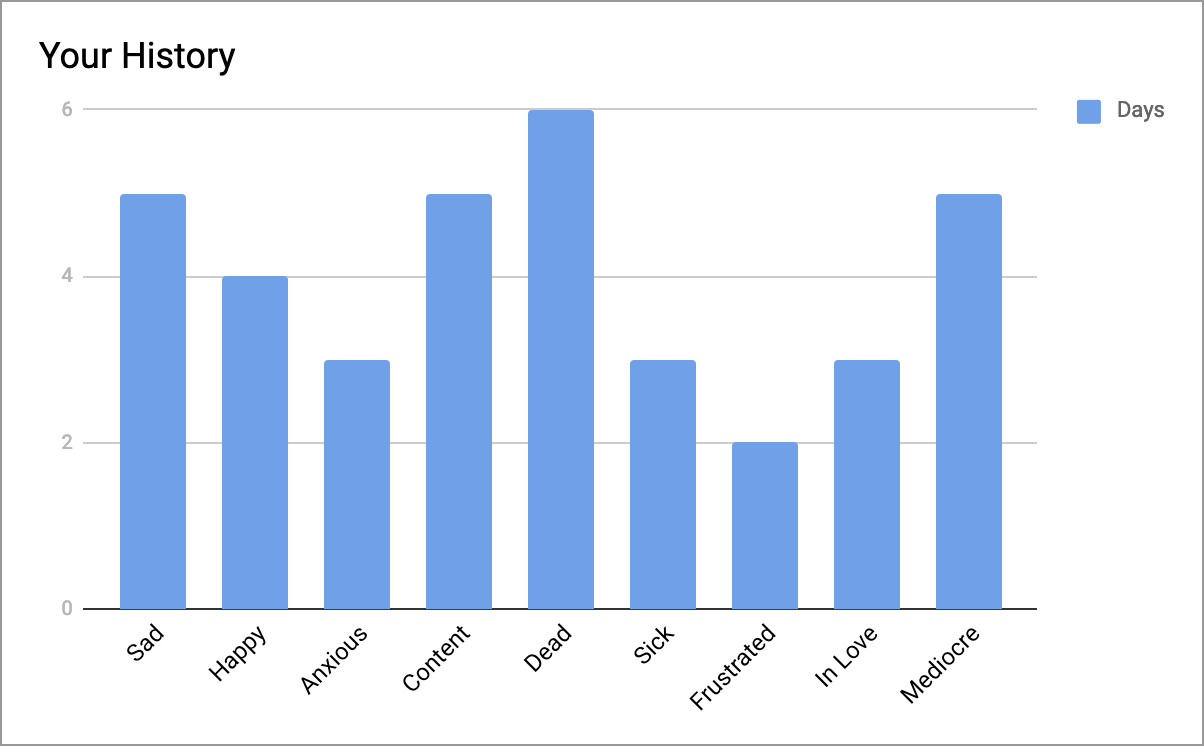 Your History
Days
6
4
2
0
Sad
Happy
Anxious
Content
Dead
Sick
Frustrated
In Love
Mediocre